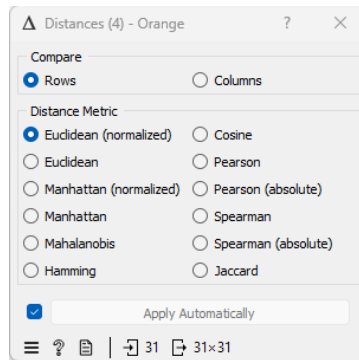 Δ Distances (4) - Orange ? ×
Compare
Rows Columns
Distance Metric
Euclidean (normalized) Cosine
Euclidean Pearson
Manhattan (normalized) Pearson (absolute)
Manhattan Spearman
Mahalanobis Spearman (absolute)
Hamming Jaccard
Apply Automatically
? 31 31×31